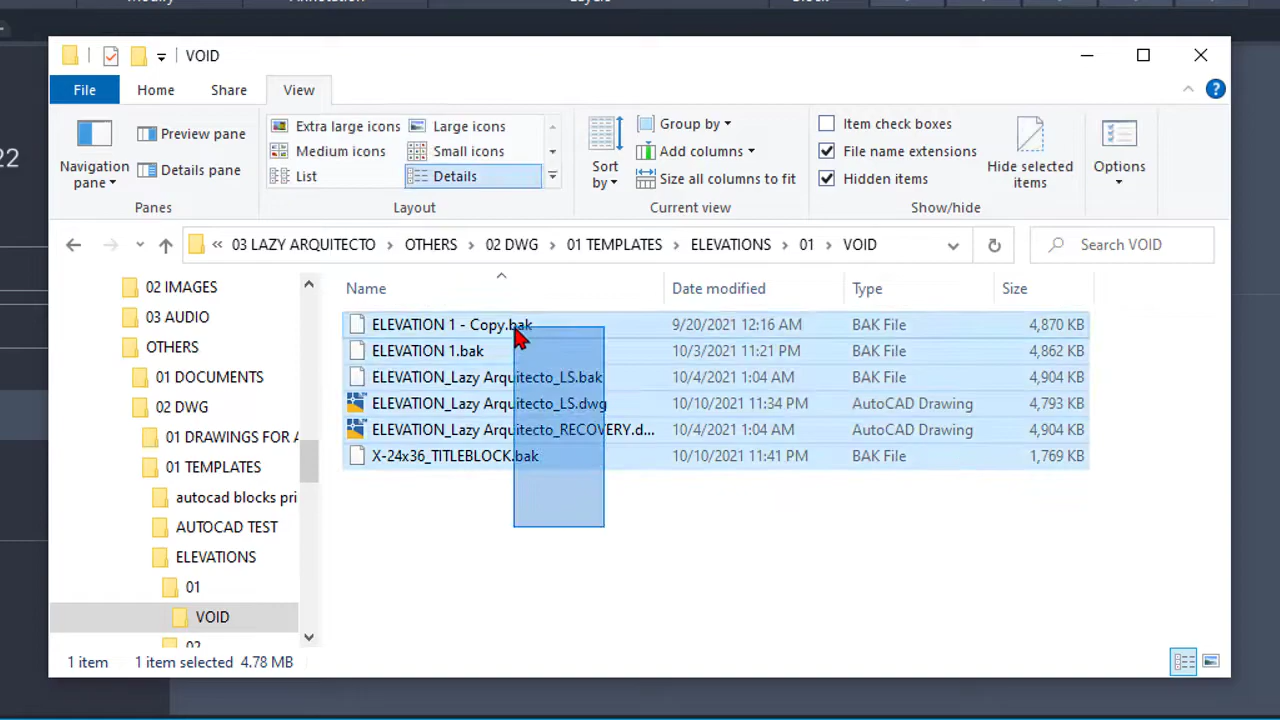 VOID
File Home Share View
22
Navigation pane
Preview pane
Details pane
Panes
Extra large icons Large icons
Medium icons Small icons
List Details
Layout
Sort by
Group by
Add columns
Size all columns to fit
Current view
Item check boxes
File name extensions
Hidden items
Hide selected items
Show/hide
Options
« 03 LAZY ARQUITECTO > OTHERS > 02 DWG > 01 TEMPLATES > ELEVATIONS > 01 > VOID
Search VOID
02 IMAGES
03 AUDIO
OTHERS
01 DOCUMENTS
02 DWG
01 DRAWINGS FOR A
01 TEMPLATES
autocad blocks pri
AUTOCAD TEST
ELEVATIONS
01
VOID
02
Name Date modified Type Size
ELEVATION 1 - Copy.bak 9/20/2021 12:16 AM BAK File 4,870 KB
ELEVATION 1.bak 10/3/2021 11:21 PM BAK File 4,862 KB
ELEVATION_Lazy Arquitecto_LS.bak 10/4/2021 1:04 AM BAK File 4,904 KB
ELEVATION_Lazy Arquitecto_LS.dwg 10/10/2021 11:34 PM AutoCAD Drawing 4,793 KB
ELEVATION_Lazy Arquitecto_RECOVERY.d... 10/4/2021 1:04 AM AutoCAD Drawing 4,904 KB
X-24x36_TITLEBLOCK.bak 10/10/2021 11:41 PM BAK File 1,769 KB
1 item 1 item selected 4.78 MB